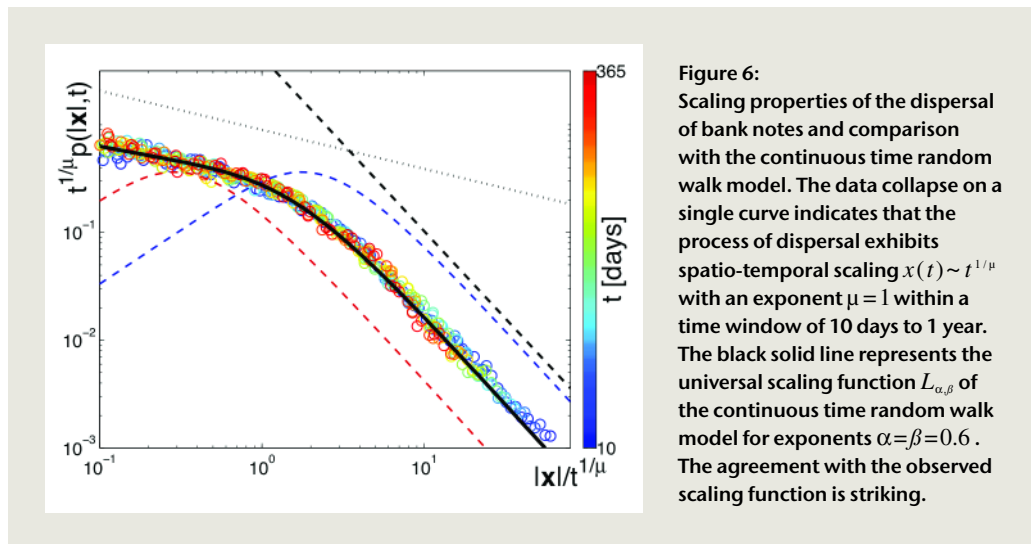 t^{1/μ}p(|x|,t)
10^{-1}
10^{-2}
10^{-3}
10^{-1}
10^{0}
10^{1}
|x|/t^{1/μ}
365
t [days]
10
Figure 6:
Scaling properties of the dispersal
of bank notes and comparison
with the continuous time random
walk model. The data collapse on a
single curve indicates that the
process of dispersal exhibits
spatio-temporal scaling x(t)~t^{1/μ}
with an exponent μ=1 within a
time window of 10 days to 1 year.
The black solid line represents the
universal scaling function L_{α,β} of
the continuous time random walk
model for exponents α=β=0.6 .
The agreement with the observed
scaling function is striking.